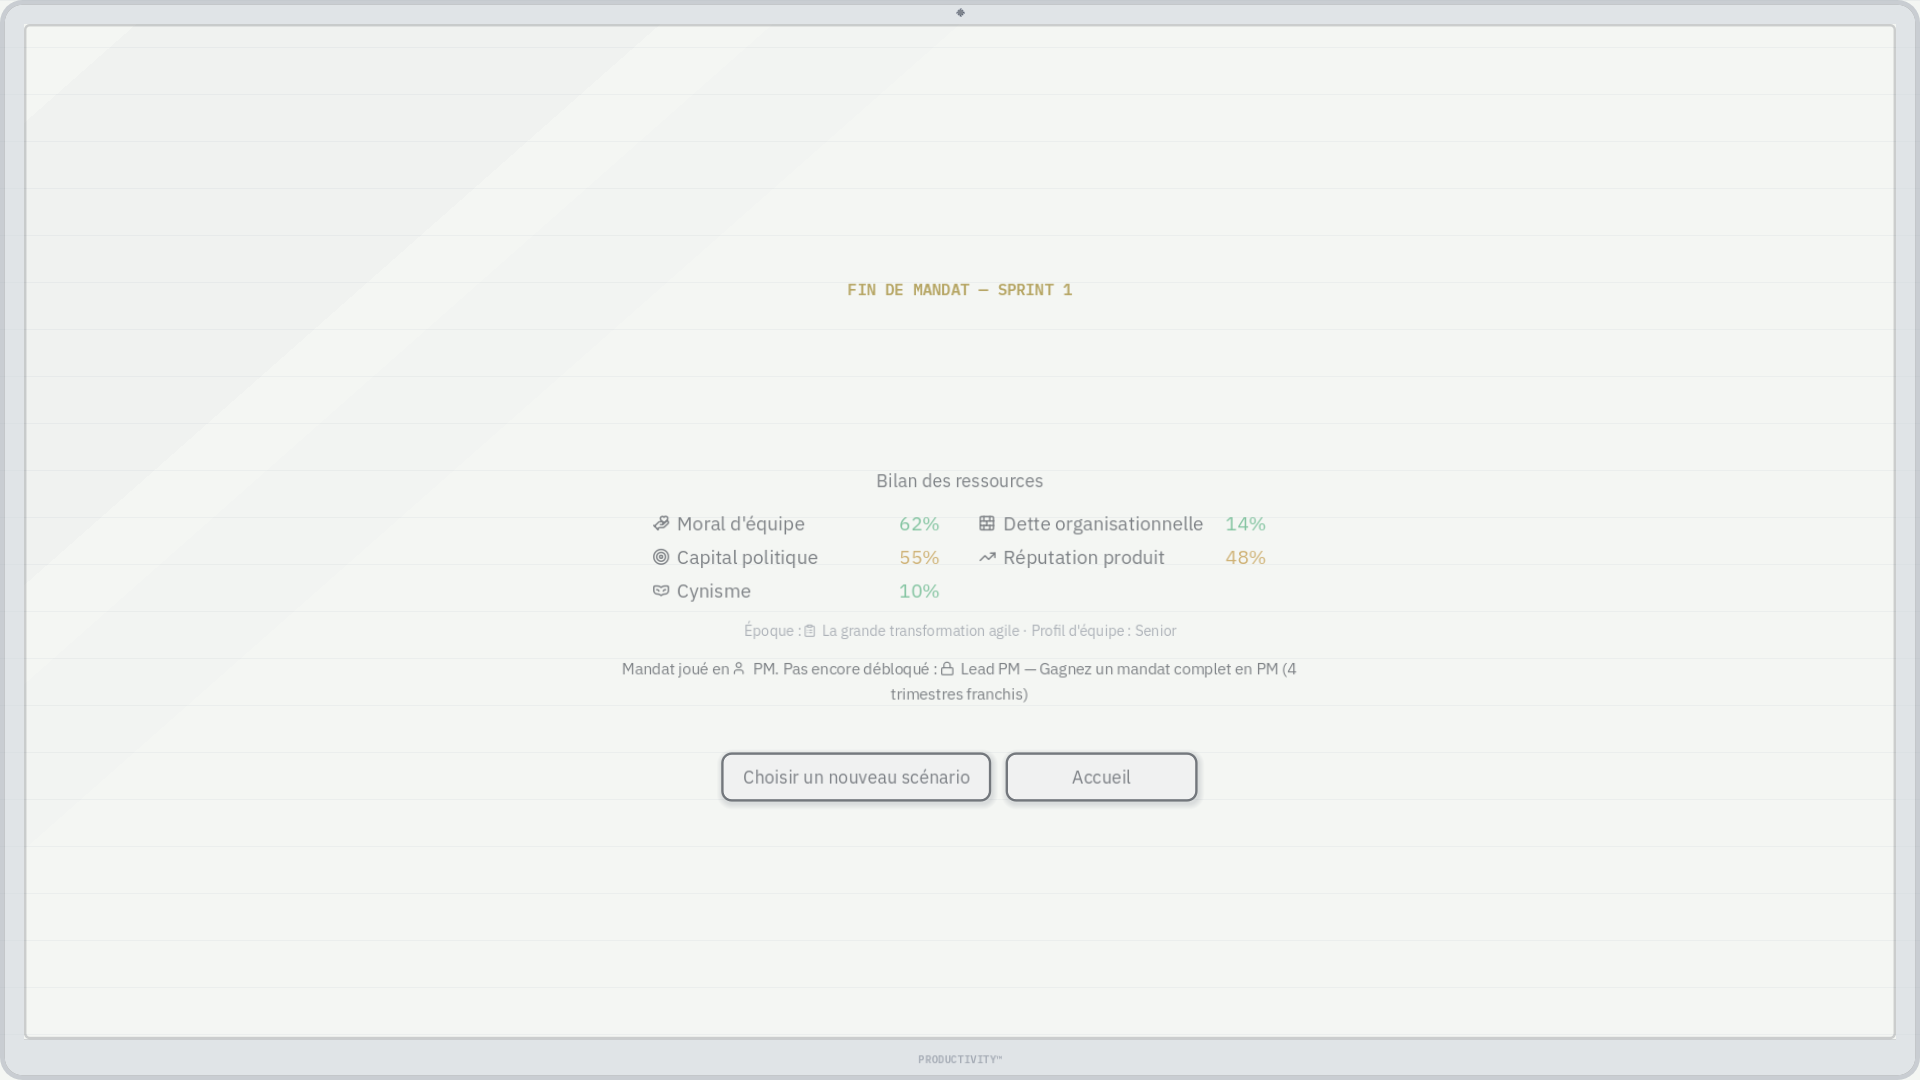 FIN DE MANDAT — SPRINT 1
Bilan des ressources
Moral d'équipe 62% Dette organisationnelle 14%
Capital politique 55% Réputation produit 48%
Cynisme 10%
Époque : La grande transformation agile · Profil d'équipe : Senior
Mandat joué en PM. Pas encore débloqué : Lead PM — Gagnez un mandat complet en PM (4
trimestres franchis)
Choisir un nouveau scénario Accueil
PRODUCTIVITY™